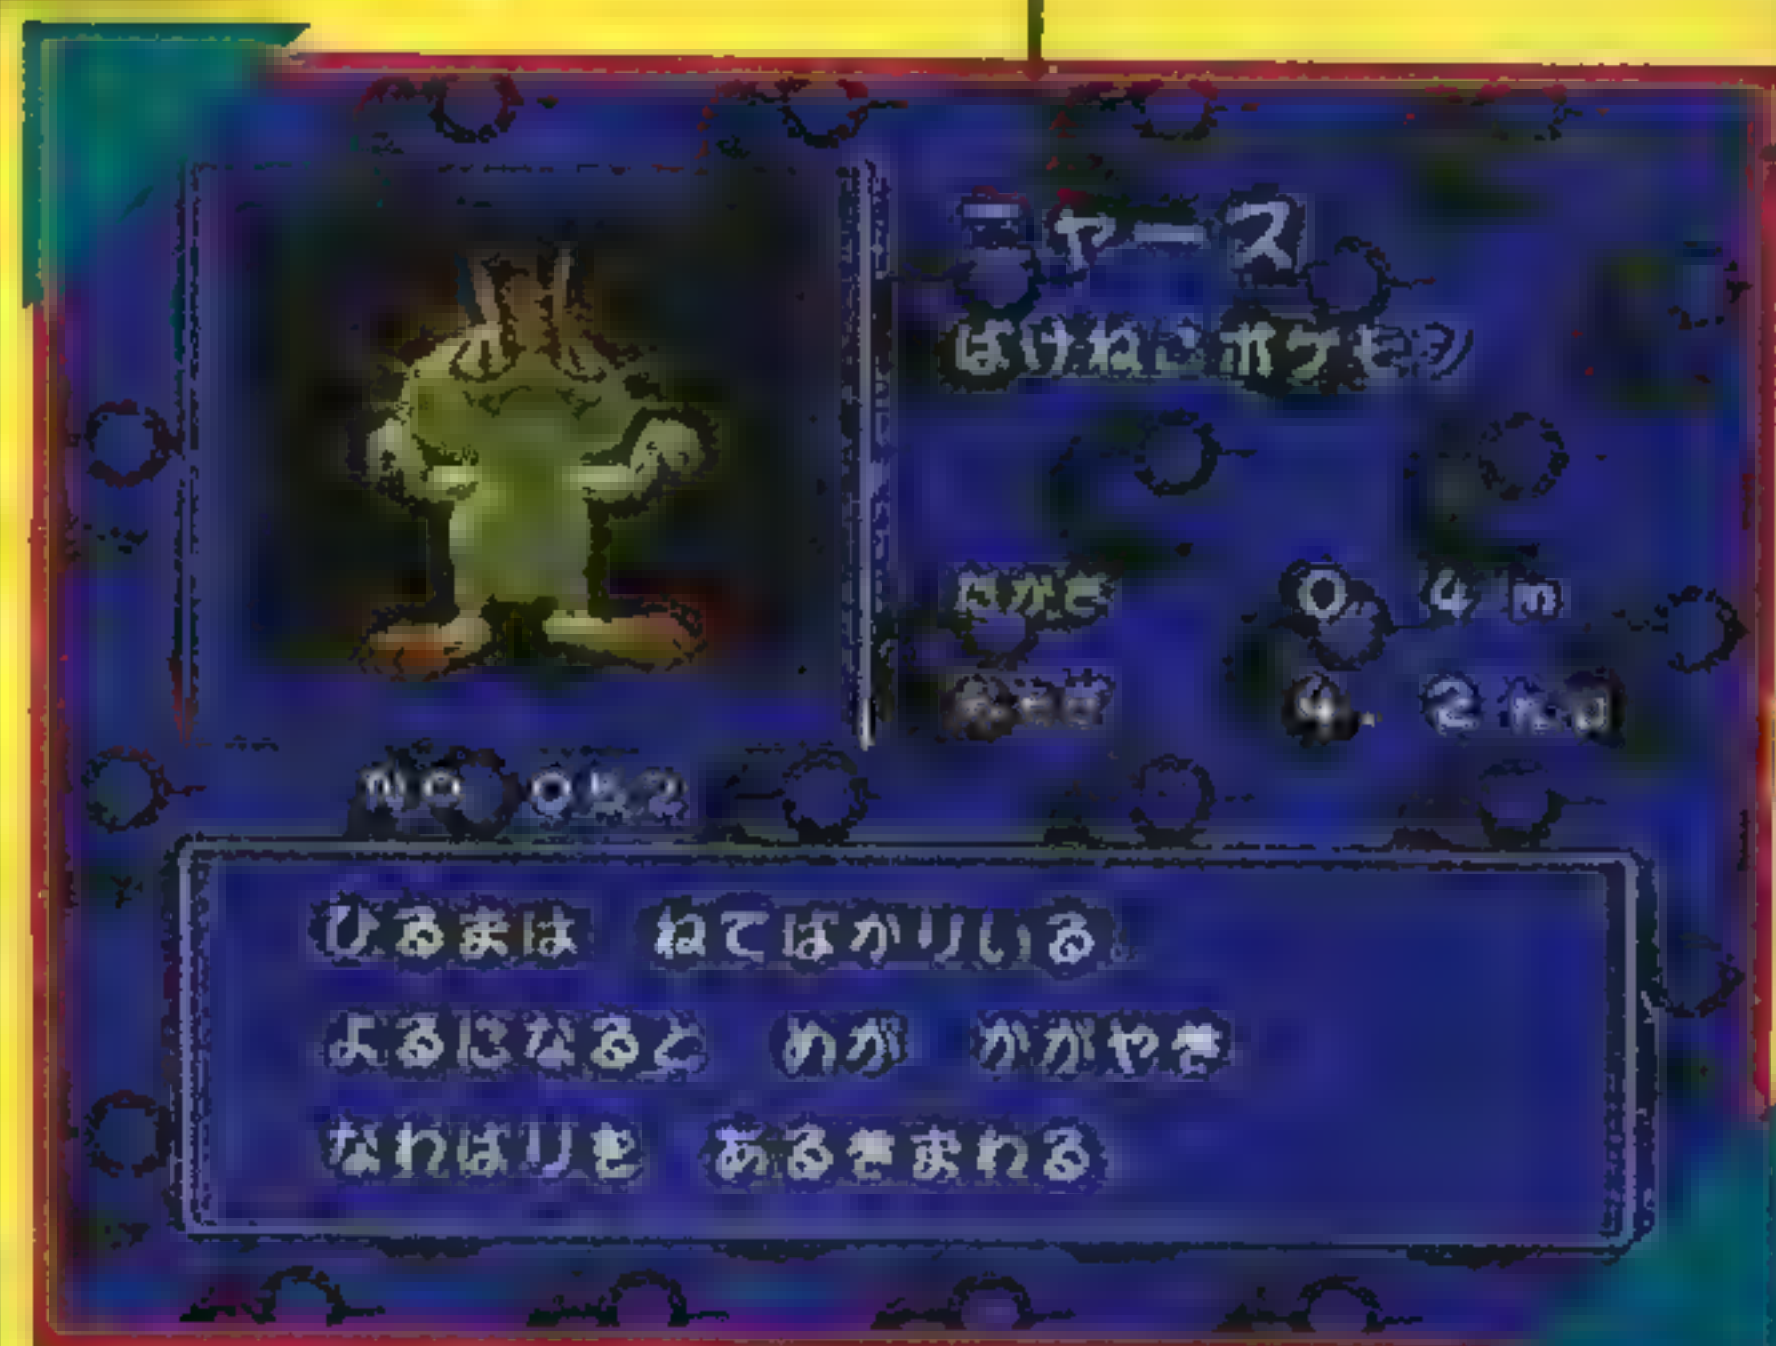 ニャース
ばけねこポケモン
たかさ 0.4m
おもさ 4.2kg
No 052
ひるまは ねてばかりいる。
よるになると めが かがやき
なわばりを あるきまわる